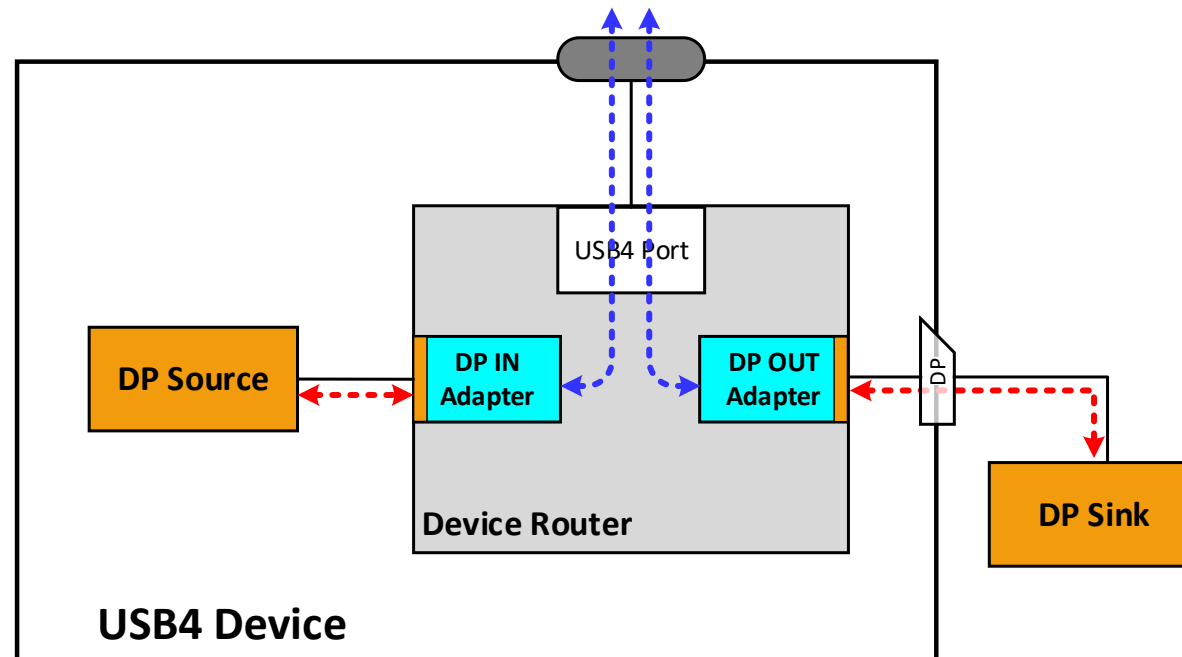 USB4 Port
DP Source
DP IN
Adapter
DP OUT
Adapter
DP
DP Sink
Device Router
USB4 Device